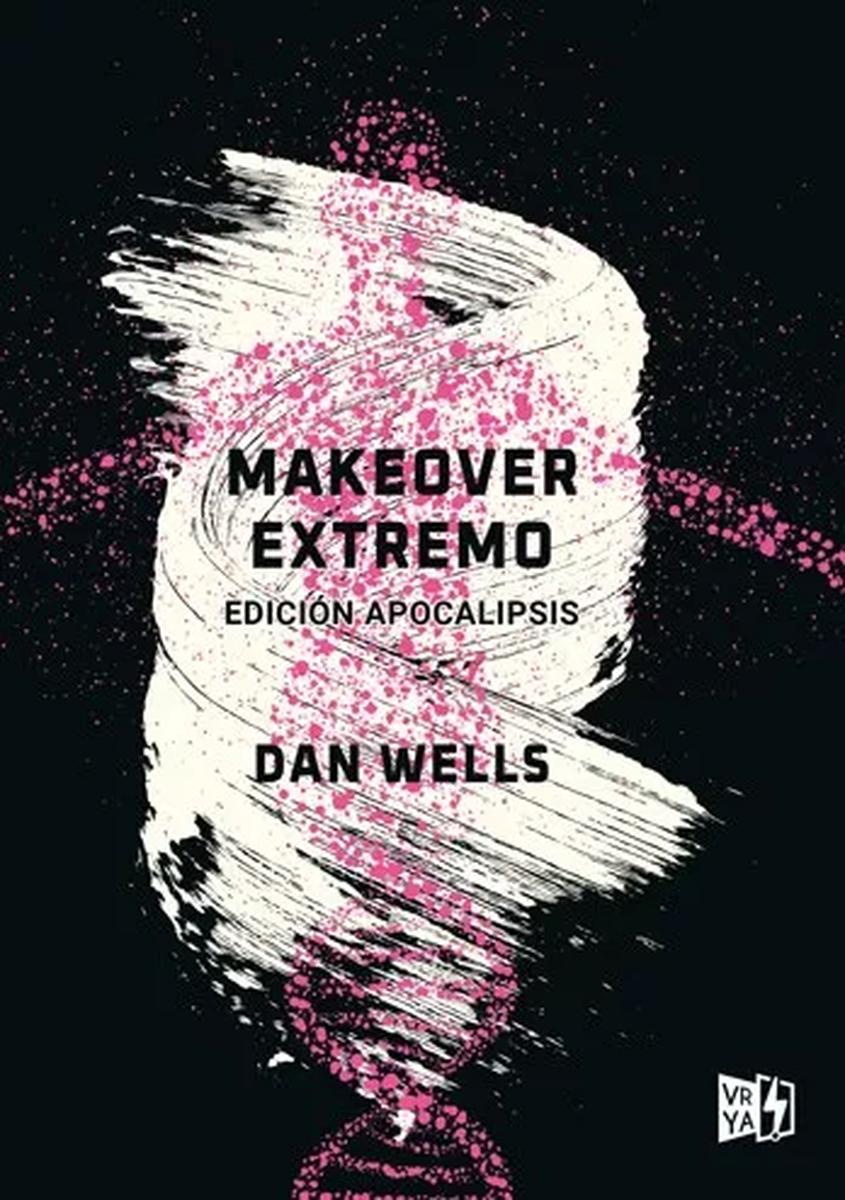 MAKEOVER
EXTREMO
EDICIÓN APOCALIPSIS
DAN WELLS
VR
YA